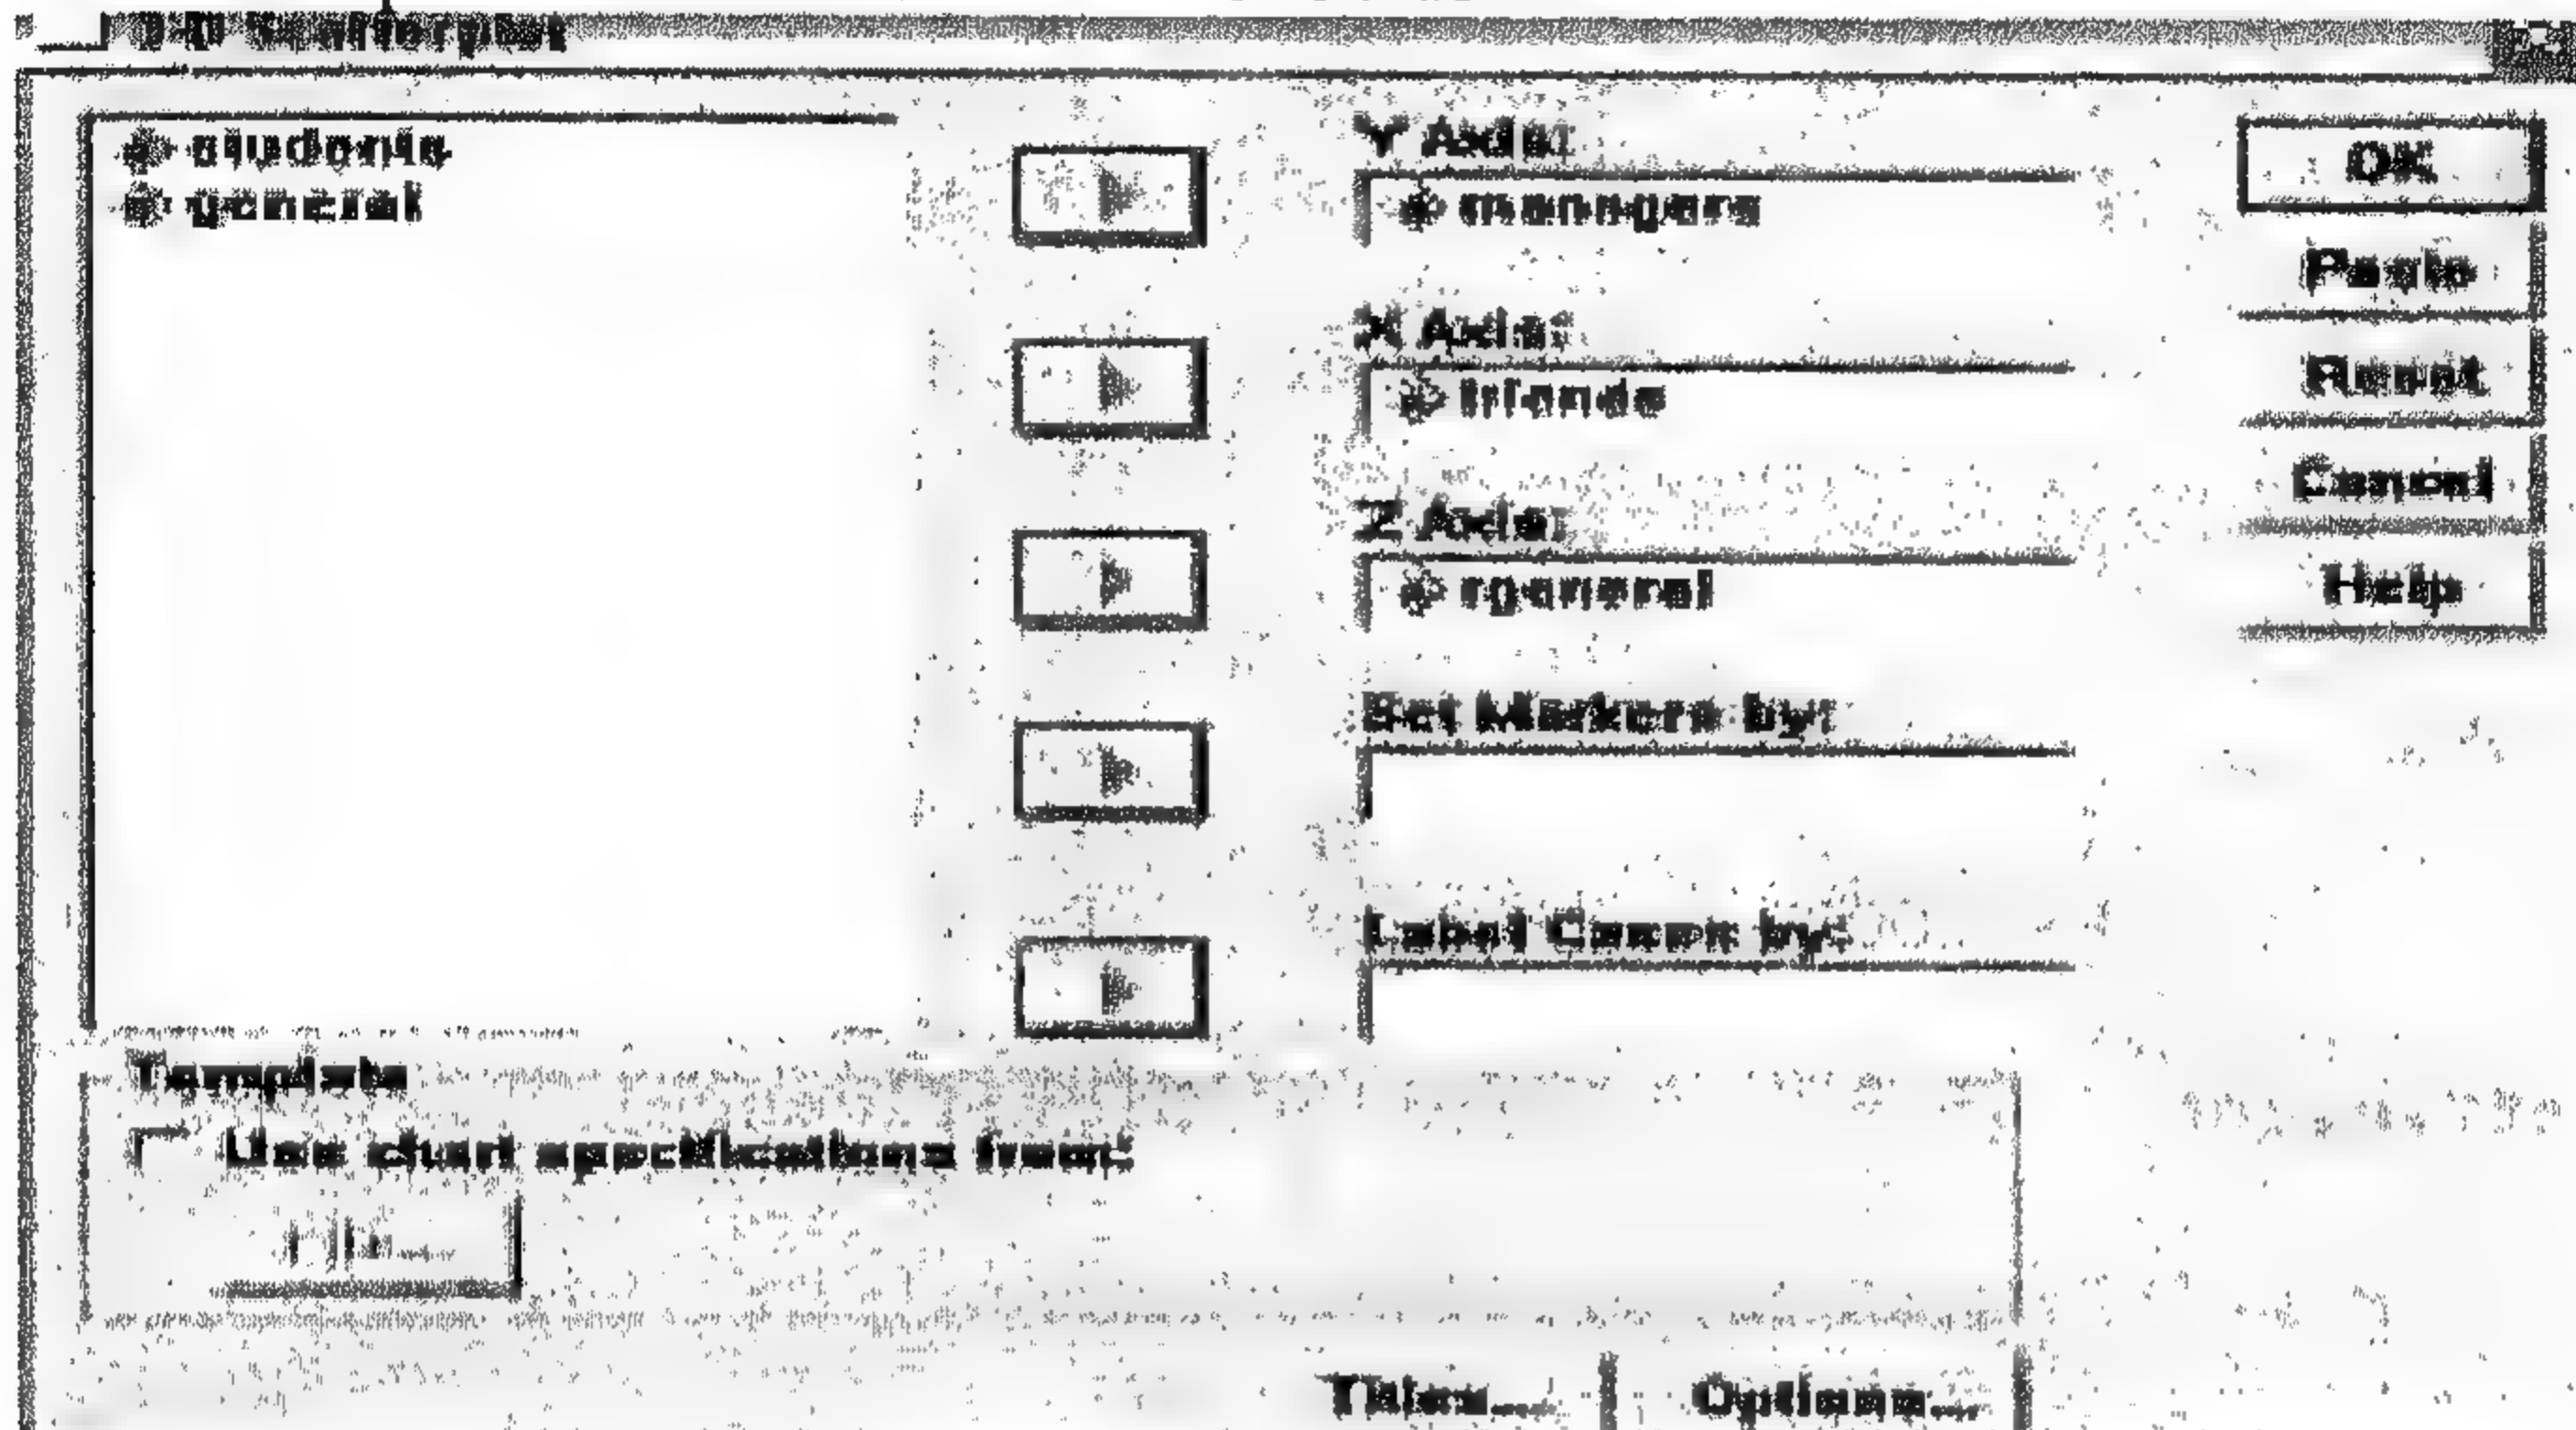 3-D Scatterplot
students
general
Y Axis:
managers
X Axis:
friends
Z Axis:
rgeneral
Set Markers by:
Label Cases by:
OK
Paste
Reset
Cancel
Help
Template
Use chart specifications from:
File...
Titles...
Options...